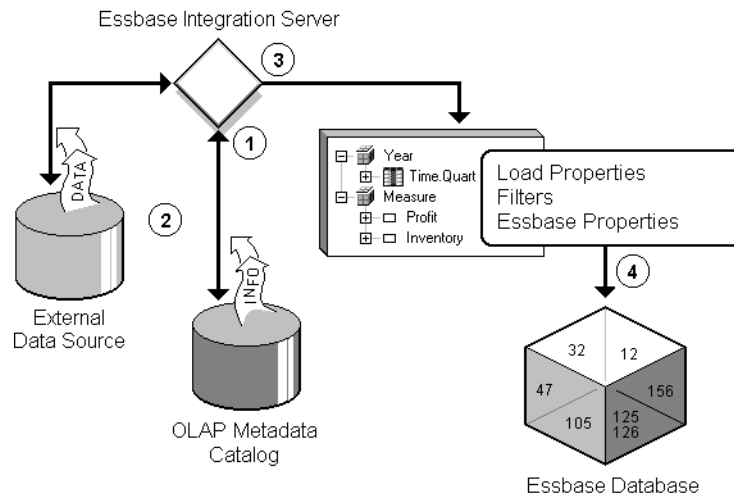 Essbase Integration Server
3
1
2
DATA
INFO
Year
Time.Quart
Measure
Profit
Inventory
Load Properties
Filters
Essbase Properties
4
External
Data Source
OLAP Metadata
Catalog
32
12
47
156
105
125
126
Essbase Database